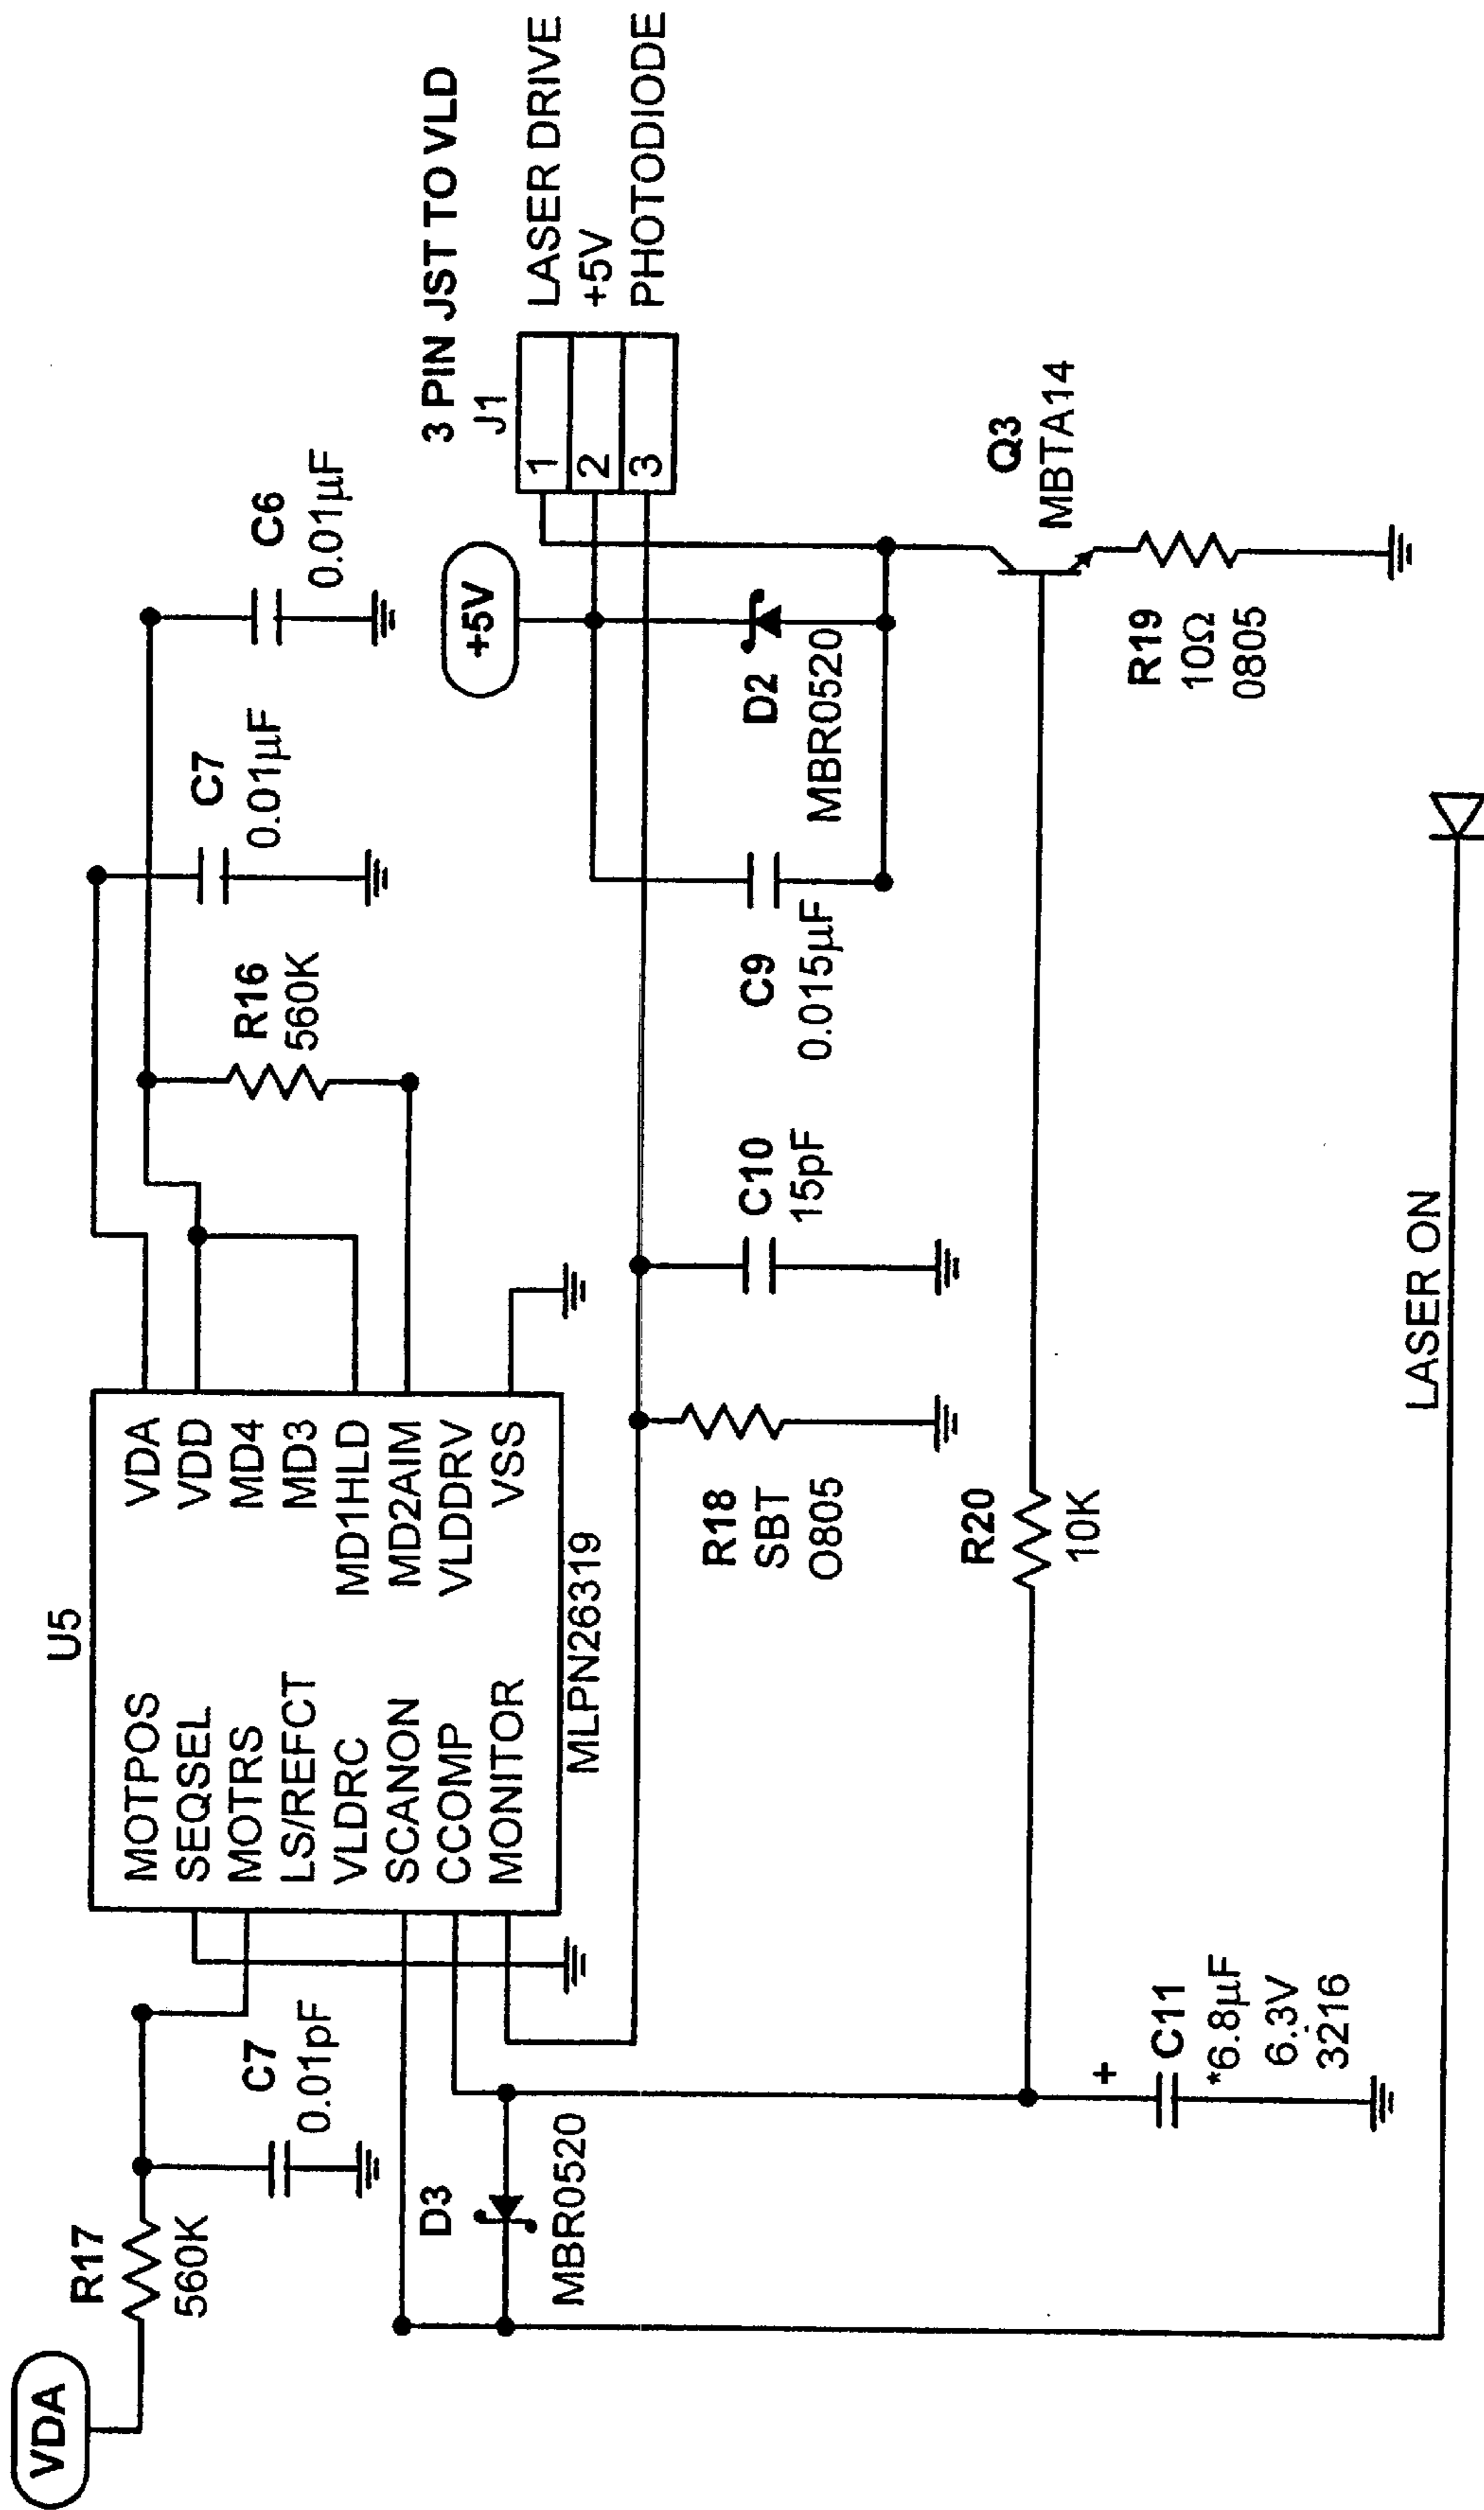 VDA
R17
560K
C7
0.01pF
U5
MOTPOS
SEQSEL
MOTRS
LS/REFCT
VLDRC
SCANON
CCOMP
MONITOR
VDA
VDD
MD4
MD3
MD1HLD
MD2AIM
VLDDRV
VSS
MLPN26319
R16
560K
C7
0.01µF
C6
0.01µF
3 PIN JST TO VLD
J1
1
2
3
LASER DRIVE
+5V
PHOTODIODE
+5V
D3
MBR0520
R18
SBT
O805
C10
15pF
C9
0.015µF
D2
MBR0520
Q3
MBTA14
R19
10Ω
0805
R20
10K
+
C11
*6.8µF
6.3V
3216
LASER ON